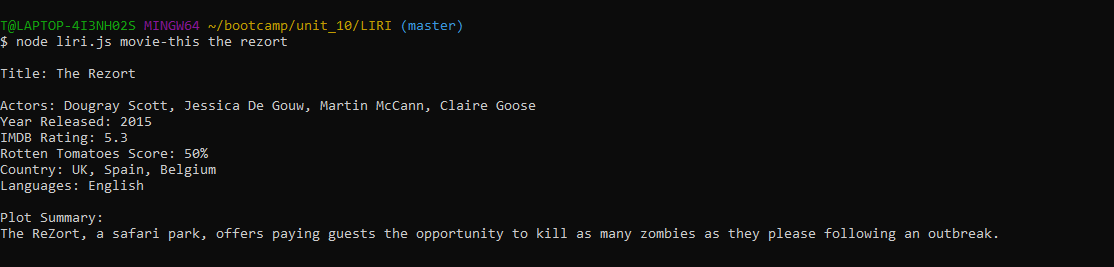 T@LAPTOP-4I3NH02S MINGW64 ~/bootcamp/unit_10/LIRI (master)
$ node liri.js movie-this the rezort
Title: The Rezort
Actors: Dougray Scott, Jessica De Gouw, Martin McCann, Claire Goose
Year Released: 2015
IMDB Rating: 5.3
Rotten Tomatoes Score: 50%
Country: UK, Spain, Belgium
Languages: English
Plot Summary:
The ReZort, a safari park, offers paying guests the opportunity to kill as many zombies as they please following an outbreak.